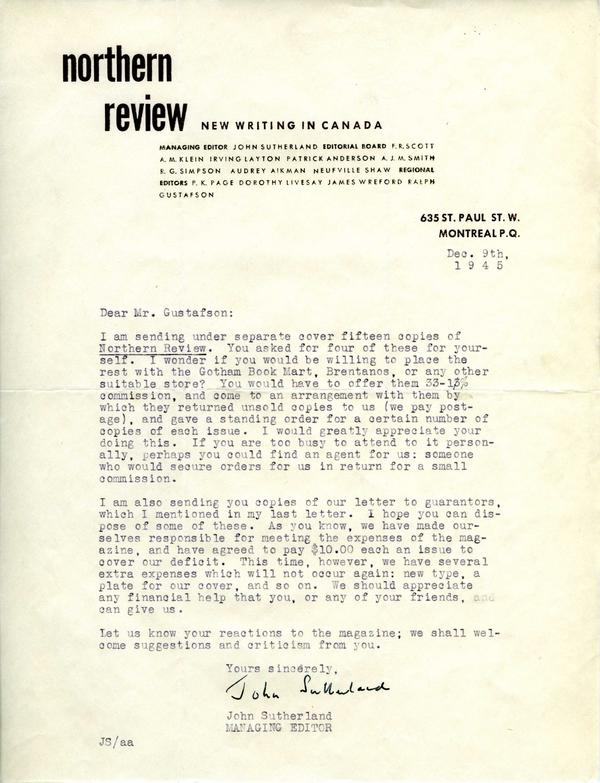 northern
review NEW WRITING IN CANADA
MANAGING EDITOR JOHN SUTHERLAND EDITORIAL BOARD F. R. SCOTT
A. M. KLEIN IRVING LAYTON PATRICK ANDERSON A. J. M. SMITH
R. G. SIMPSON AUDREY AIKMAN NEUFVILLE SHAW REGIONAL
EDITORS P. K. PAGE DOROTHY LIVESAY JAMES WREFORD RALPH
GUSTAFSON
635 ST. PAUL ST. W.
MONTREAL P.Q.
Dec. 9th,
1945
Dear Mr. Gustafson:
I am sending under separate cover fifteen copies of
Northern Review. You asked for four of these for your-
self. I wonder if you would be willing to place the
rest with the Gotham Book Mart, Brentanos, or any other
suitable store? You would have to offer them 33-1/3%
commission, and come to an arrangement with them by
which they returned unsold copies to us (we pay post-
age), and gave a standing order for a certain number of
copies of each issue. I would greatly appreciate your
doing this. If you are too busy to attend to it person-
ally, perhaps you could find an agent for us: someone
who would secure orders for us in return for a small
commission.
I am also sending you copies of our letter to guarantors,
which I mentioned in my last letter. I hope you can dis-
pose of some of these. As you know, we have made our-
selves responsible for meeting the expenses of the mag-
azine, and have agreed to pay $10.00 each an issue to
cover our deficit. This time, however, we have several
extra expenses which will not occur again: new type, a
plate for our cover, and so on. We should appreciate
any financial help that you, or any of your friends, and
can give us.
Let us know your reactions to the magazine; we shall wel-
come suggestions and criticism from you.
Yours sincerely,
John Sutherland
John Sutherland
MANAGING EDITOR
JS/aa